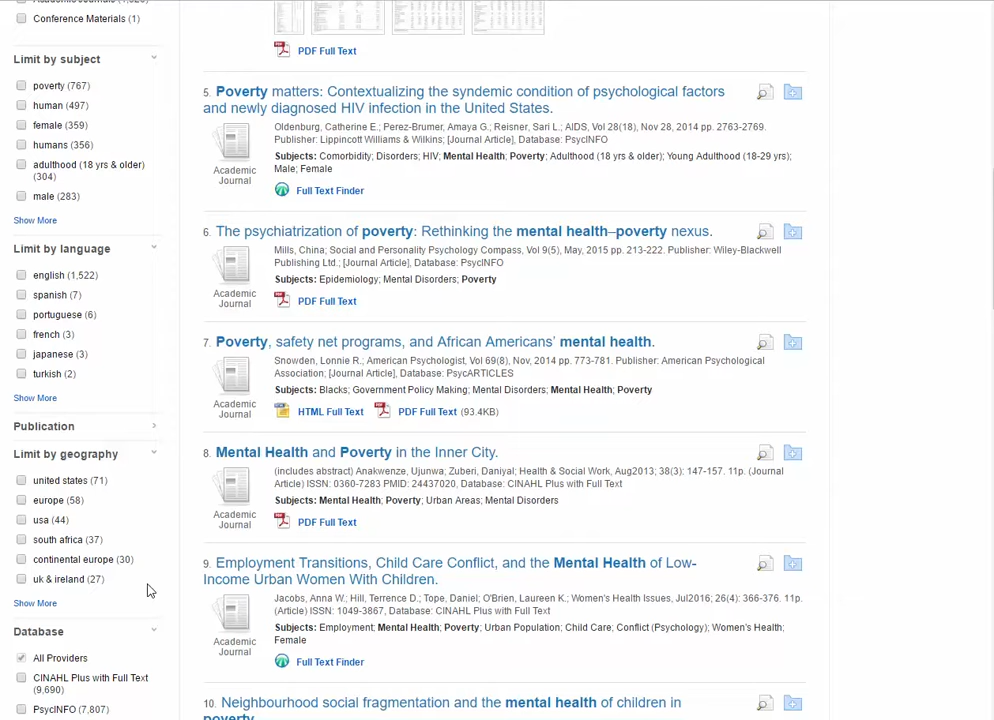 Conference Materials (1)
Limit by subject
poverty (767)
human (497)
female (359)
humans (356)
adulthood (18 yrs & older)
(304)
male (283)
Show More
Limit by language
english (1,522)
spanish (7)
portuguese (6)
french (3)
japanese (3)
turkish (2)
Show More
Publication
Limit by geography
united states (71)
europe (58)
usa (44)
south africa (37)
continental europe (30)
uk & ireland (27)
Show More
Database
All Providers
CINAHL Plus with Full Text
(9,690)
PsycINFO (7,807)
PDF Full Text
5. Poverty matters: Contextualizing the syndemic condition of psychological factors
and newly diagnosed HIV infection in the United States.
Oldenburg, Catherine E.; Perez-Brumer, Amaya G.; Reisner, Sari L.; AIDS, Vol 28(18), Nov 28, 2014 pp. 2763-2769.
Publisher: Lippincott Williams & Wilkins; [Journal Article], Database: PsycINFO
Academic
Journal
Subjects: Comorbidity; Disorders; HIV; Mental Health; Poverty; Adulthood (18 yrs & older); Young Adulthood (18-29 yrs);
Male; Female
Full Text Finder
6. The psychiatrization of poverty: Rethinking the mental health–poverty nexus.
Mills, China; Social and Personality Psychology Compass, Vol 9(5), May, 2015 pp. 213-222. Publisher: Wiley-Blackwell
Publishing Ltd.; [Journal Article], Database: PsycINFO
Academic
Journal
Subjects: Epidemiology; Mental Disorders; Poverty
PDF Full Text
7. Poverty, safety net programs, and African Americans' mental health.
Snowden, Lonnie R.; American Psychologist, Vol 69(8), Nov, 2014 pp. 773-781. Publisher: American Psychological
Association; [Journal Article], Database: PsycARTICLES
Academic
Journal
Subjects: Blacks; Government Policy Making; Mental Disorders; Mental Health; Poverty
HTML Full Text PDF Full Text (93.4KB)
8. Mental Health and Poverty in the Inner City.
(includes abstract) Anakwenze, Ujunwa; Zuberi, Daniyal; Health & Social Work, Aug2013; 38(3): 147-157. 11p. (Journal
Article) ISSN: 0360-7283 PMID: 24437020, Database: CINAHL Plus with Full Text
Academic
Journal
Subjects: Mental Health; Poverty; Urban Areas; Mental Disorders
PDF Full Text
9. Employment Transitions, Child Care Conflict, and the Mental Health of Low-
Income Urban Women With Children.
Jacobs, Anna W.; Hill, Terrence D.; Tope, Daniel; O'Brien, Laureen K.; Women's Health Issues, Jul2016; 26(4): 366-376. 11p.
(Article) ISSN: 1049-3867, Database: CINAHL Plus with Full Text
Academic
Journal
Subjects: Employment; Mental Health; Poverty; Urban Population; Child Care; Conflict (Psychology); Women's Health;
Female
Full Text Finder
10. Neighbourhood social fragmentation and the mental health of children in
poverty.